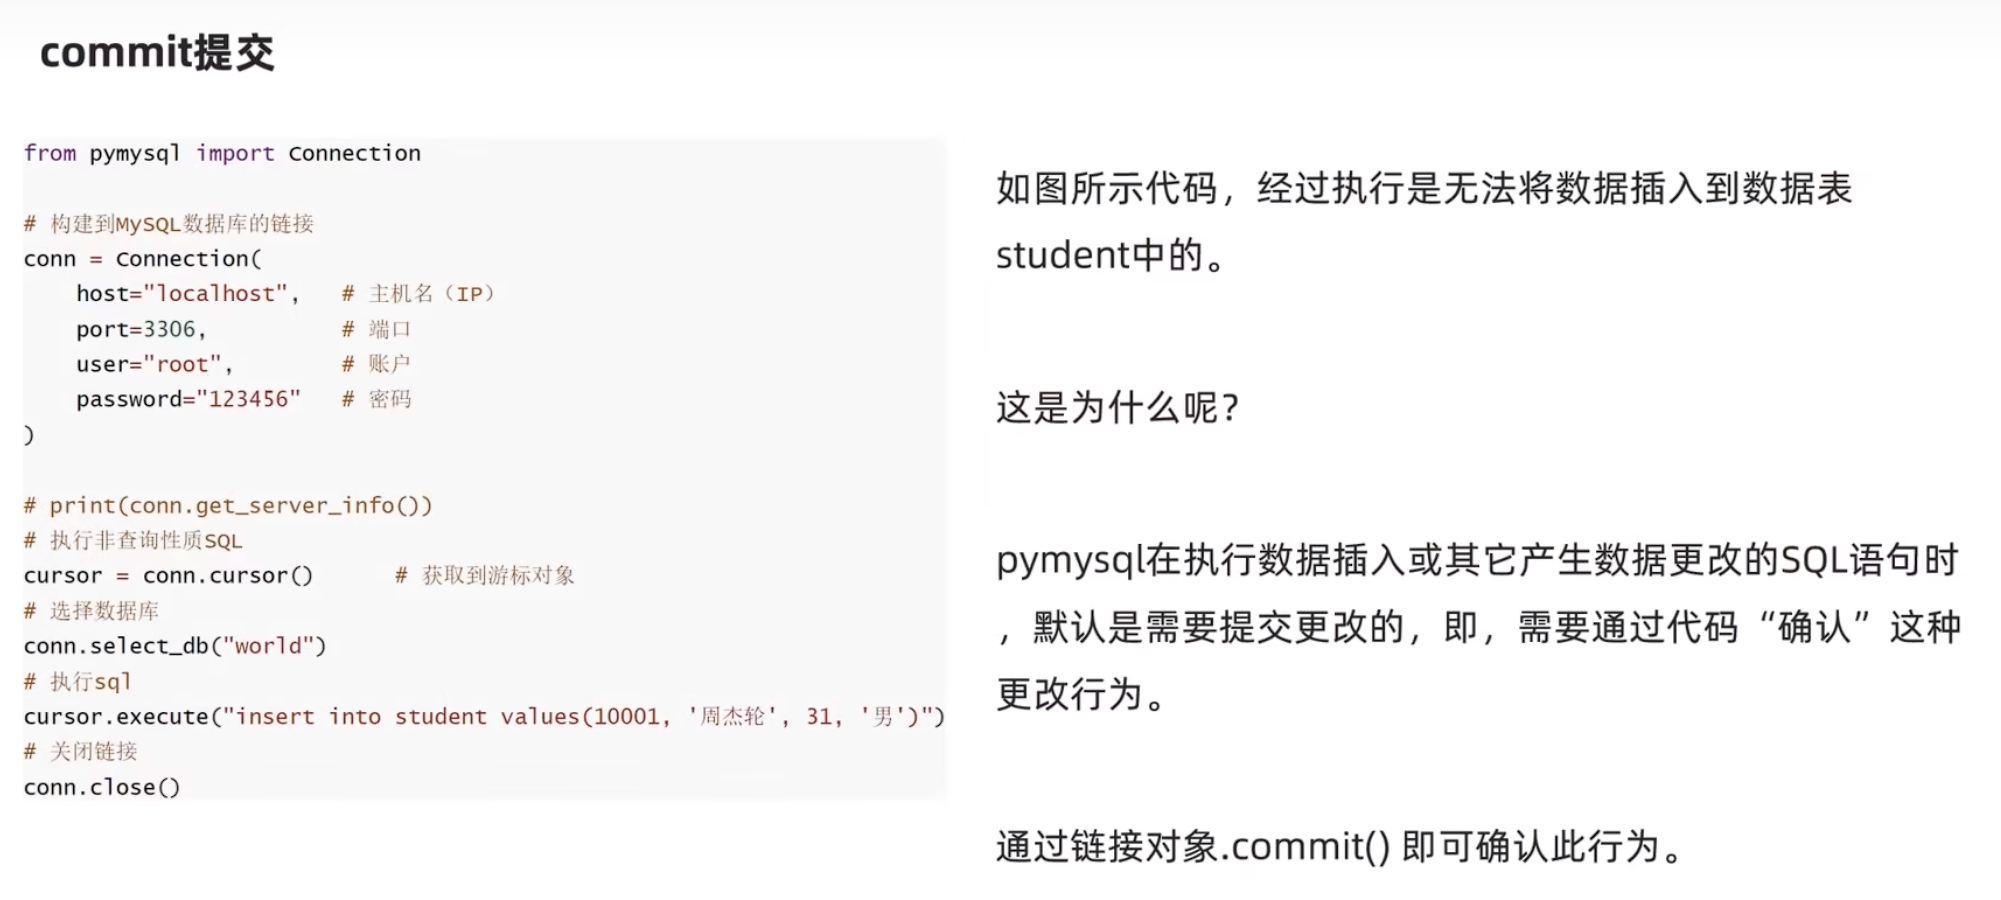 commit提交
from pymysql import Connection
# 构建到MySQL数据库的链接
conn = Connection(
    host="localhost",   # 主机名（IP）
    port=3306,          # 端口
    user="root",        # 账户
    password="123456"   # 密码
)
# print(conn.get_server_info())
# 执行非查询性质SQL
cursor = conn.cursor()      # 获取到游标对象
# 选择数据库
conn.select_db("world")
# 执行sql
cursor.execute("insert into student values(10001, '周杰轮', 31, '男')")
# 关闭链接
conn.close()
如图所示代码，经过执行是无法将数据插入到数据表
student中的。
这是为什么呢？
pymysql在执行数据插入或其它产生数据更改的SQL语句时
，默认是需要提交更改的，即，需要通过代码“确认”这种
更改行为。
通过链接对象.commit() 即可确认此行为。